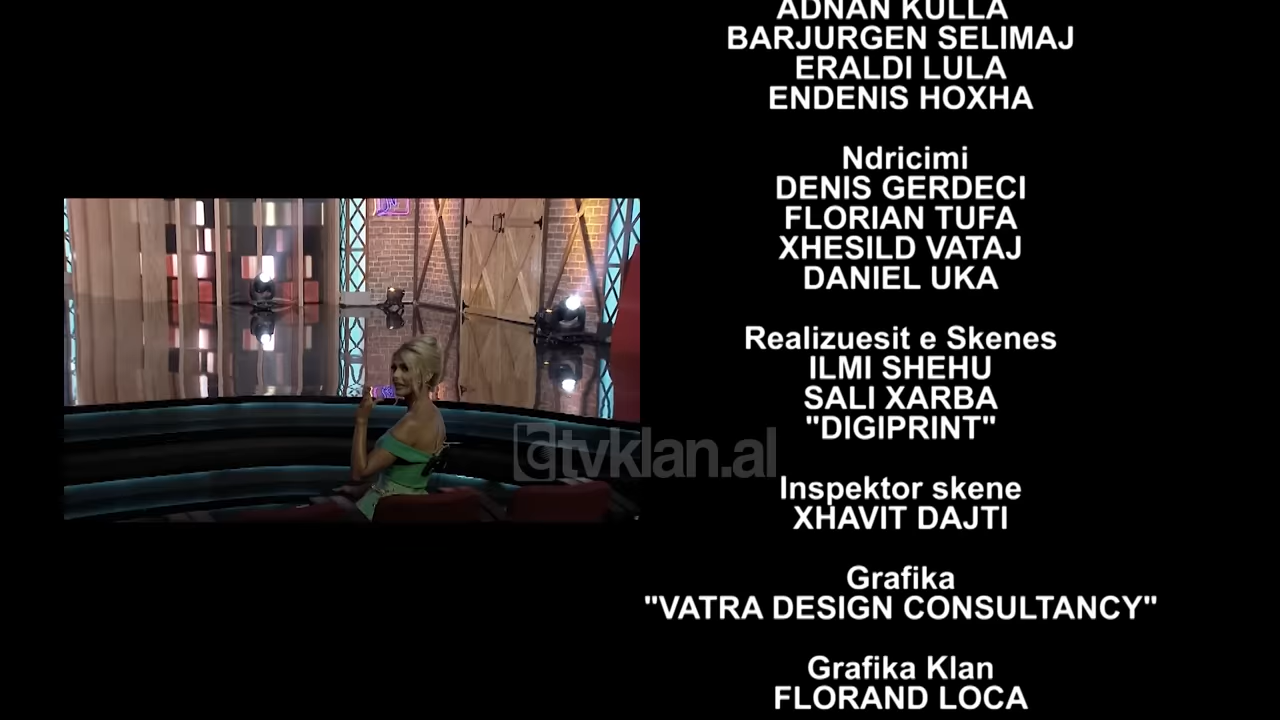 ADNAN KULLA
BARJURGEN SELIMAJ
ERALDI LULA
ENDENIS HOXHA
Ndricimi
DENIS GERDECI
FLORIAN TUFA
XHESILD VATAJ
DANIEL UKA
Realizuesit e Skenes
ILMI SHEHU
SALI XARBA
"DIGIPRINT"
tvklan.al
Inspektor skene
XHAVIT DAJTI
Grafika
"VATRA DESIGN CONSULTANCY"
Grafika Klan
FLORAND LOCA